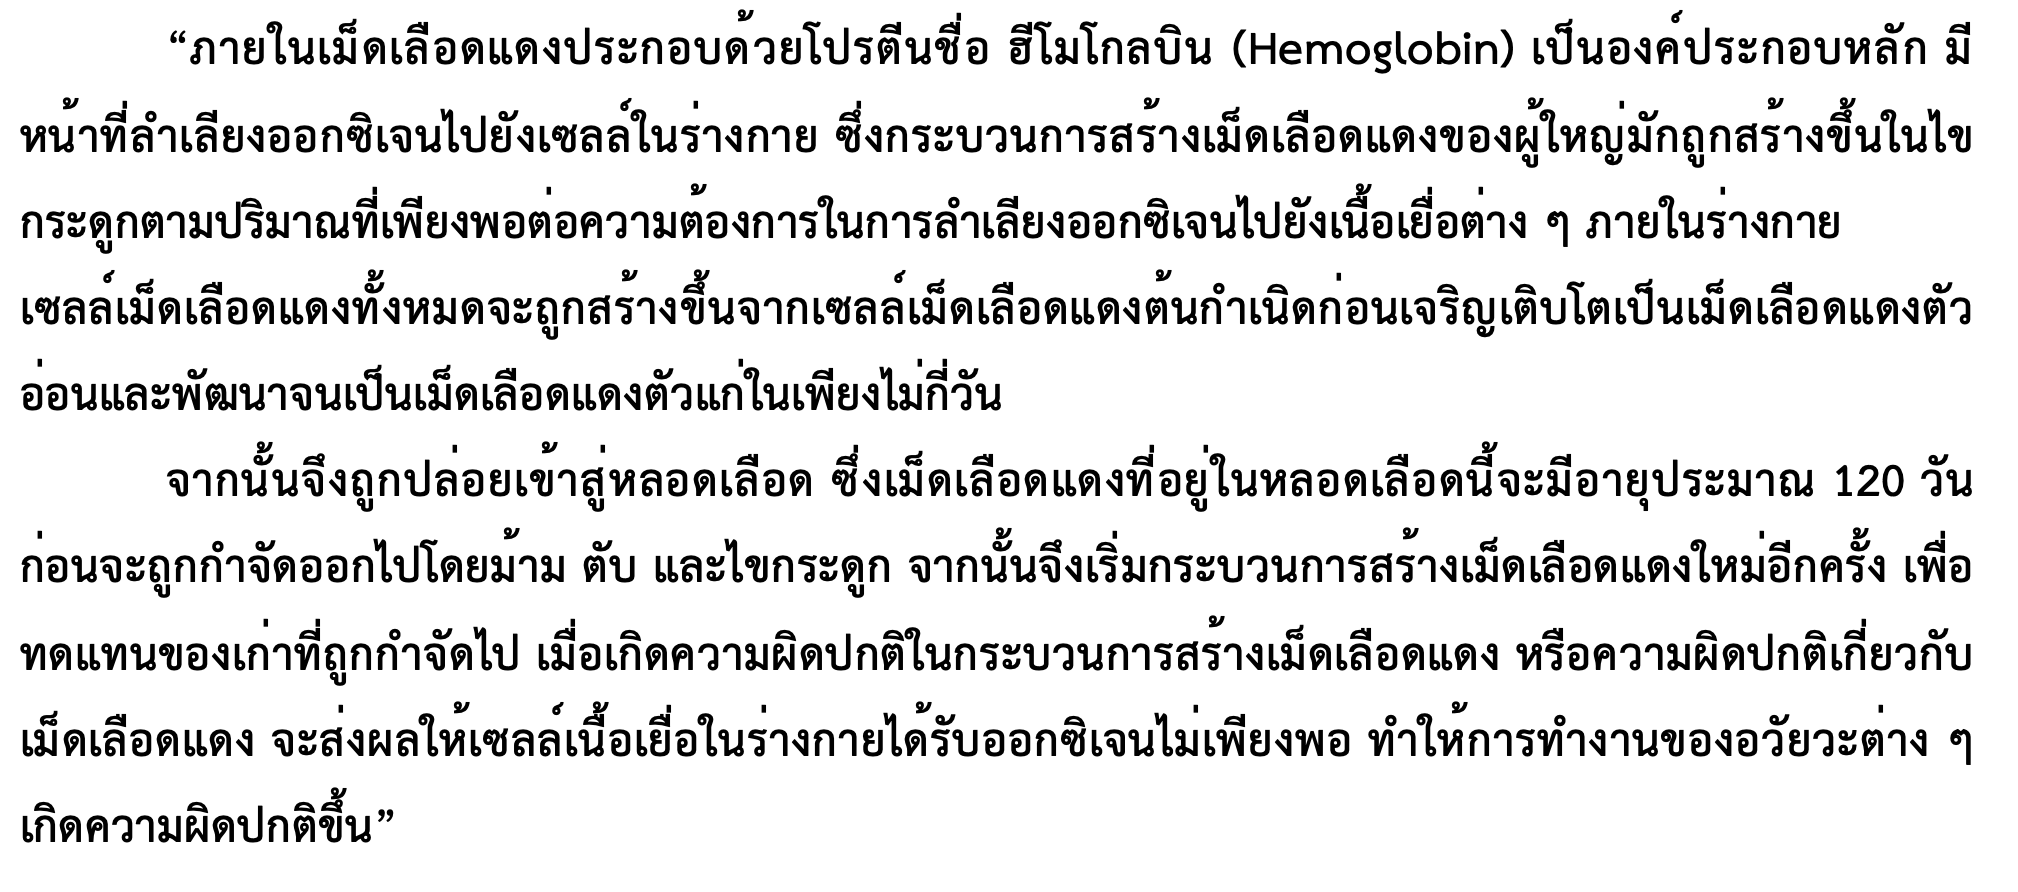 “ภายในเม็ดเลือดแดงประกอบด้วยโปรตีนชื่อ ฮีโมโกลบิน (Hemoglobin) เป็นองค์ประกอบหลัก มี
หน้าที่ลำเลียงออกซิเจนไปยังเซลล์ในร่างกาย ซึ่งกระบวนการสร้างเม็ดเลือดแดงของผู้ใหญ่มักถูกสร้างขึ้นในไข
กระดูกตามปริมาณที่เพียงพอต่อความต้องการในการลำเลียงออกซิเจนไปยังเนื้อเยื่อต่าง ๆ ภายในร่างกาย
เซลล์เม็ดเลือดแดงทั้งหมดจะถูกสร้างขึ้นจากเซลล์เม็ดเลือดแดงต้นกำเนิดก่อนเจริญเติบโตเป็นเม็ดเลือดแดงตัว
อ่อนและพัฒนาจนเป็นเม็ดเลือดแดงตัวแก่ในเพียงไม่กี่วัน
จากนั้นจึงถูกปล่อยเข้าสู่หลอดเลือด ซึ่งเม็ดเลือดแดงที่อยู่ในหลอดเลือดนี้จะมีอายุประมาณ 120 วัน
ก่อนจะถูกกำจัดออกไปโดยม้าม ตับ และไขกระดูก จากนั้นจึงเริ่มกระบวนการสร้างเม็ดเลือดแดงใหม่อีกครั้ง เพื่อ
ทดแทนของเก่าที่ถูกกำจัดไป เมื่อเกิดความผิดปกติในกระบวนการสร้างเม็ดเลือดแดง หรือความผิดปกติเกี่ยวกับ
เม็ดเลือดแดง จะส่งผลให้เซลล์เนื้อเยื่อในร่างกายได้รับออกซิเจนไม่เพียงพอ ทำให้การทำงานของอวัยวะต่าง ๆ
เกิดความผิดปกติขึ้น”